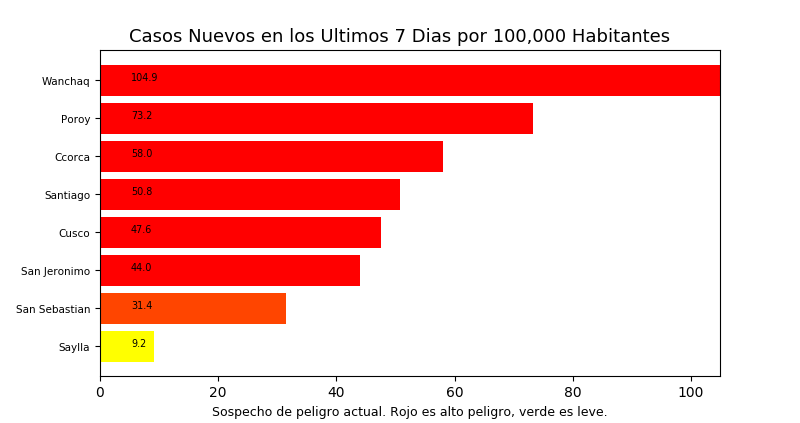 Casos Nuevos en los Ultimos 7 Dias por 100,000 Habitantes
Wanchaq 104.9
Poroy 73.2
Ccorca 58.0
Santiago 50.8
Cusco 47.6
San Jeronimo 44.0
San Sebastian 31.4
Saylla 9.2
0 20 40 60 80 100
Sospecho de peligro actual. Rojo es alto peligro, verde es leve.